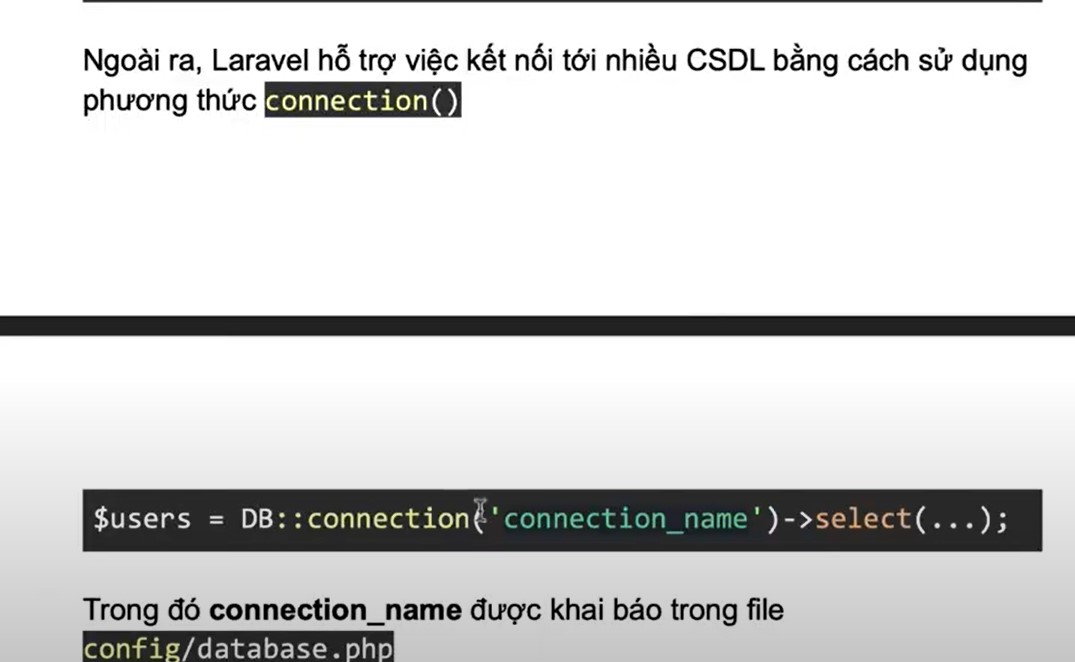 Ngoài ra, Laravel hỗ trợ việc kết nối tới nhiều CSDL bằng cách sử dụng
phương thức connection()
$users = DB::connection('connection_name')->select(...);
Trong đó connection_name được khai báo trong file
config/database.php